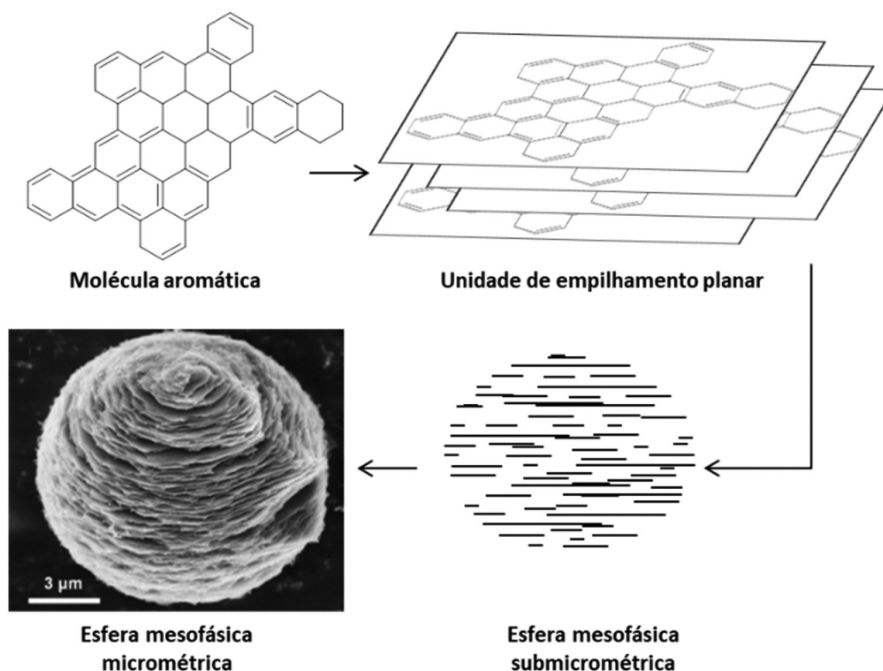 Molécula aromática
Unidade de empilhamento planar
3 µm
Esfera mesofásica
micrométrica
Esfera mesofásica
submicrométrica